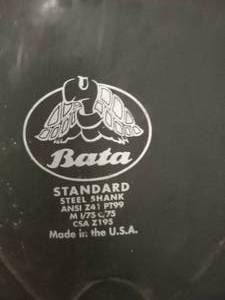 Bata
STANDARD
STEEL SHANK
ANSI Z41 PT99
M I/75 C/75
CSA Z195
Made in the U.S.A.